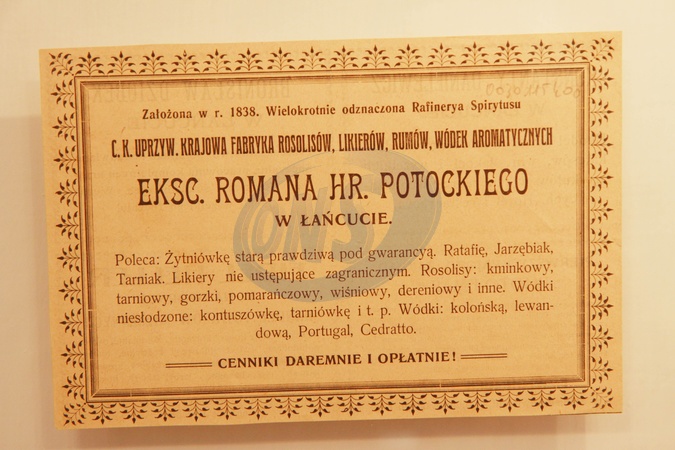 Założona w r. 1838. Wielokrotnie odznaczona Rafinerya Spirytusu
C. K. UPRZYW. KRAJOWA FABRYKA ROSOLISÓW, LIKIERÓW, RUMÓW, WÓDEK AROMATYCZNYCH
EKSC. ROMANA HR. POTOCKIEGO
W ŁAŃCUCIE.
Poleca: Żytniówkę starą prawdziwą pod gwarancyą. Ratafię, Jarzębiak,
Tarniak. Likiery nie ustępujące zagranicznym. Rosolisy: kminkowy,
tarniowy, gorzki, pomarańczowy, wiśniowy, dereniowy i inne. Wódki
niesłodzone: kontuszówkę, tarniówkę i t. p. Wódki: kolońską, lewan-
dową, Portugal, Cedratto.
CENNIKI DAREMNIE I OPŁATNIE!